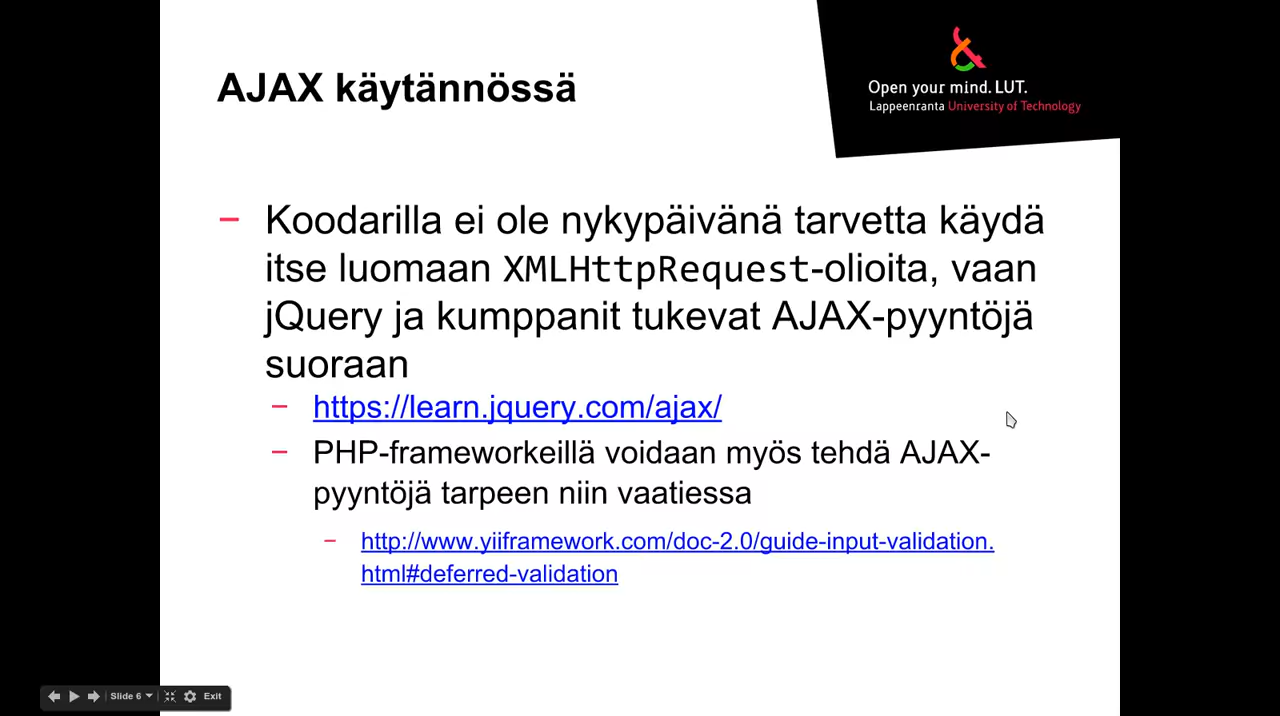 AJAX käytännössä
Open your mind. LUT.
Lappeenranta University of Technology
– Koodarilla ei ole nykypäivänä tarvetta käydä
itse luomaan XMLHttpRequest-olioita, vaan
jQuery ja kumppanit tukevat AJAX-pyyntöjä
suoraan
– https://learn.jquery.com/ajax/
– PHP-frameworkeillä voidaan myös tehdä AJAX-
pyyntöjä tarpeen niin vaatiessa
– http://www.yiiframework.com/doc-2.0/guide-input-validation.
html#deferred-validation
Slide 6 Exit